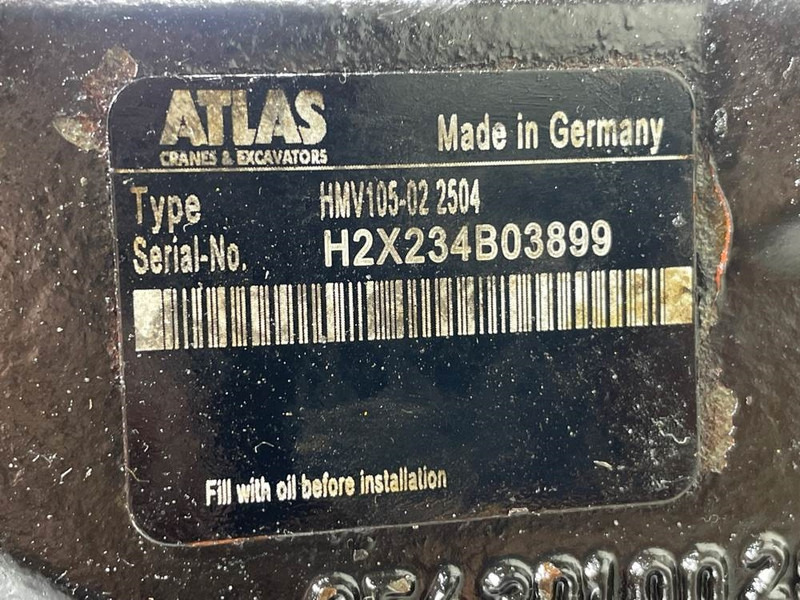 ATLAS
CRANES & EXCAVATORS
Made in Germany
Type HMV105-02 2504
Serial-No. H2X234B03899
Fill with oil before installation